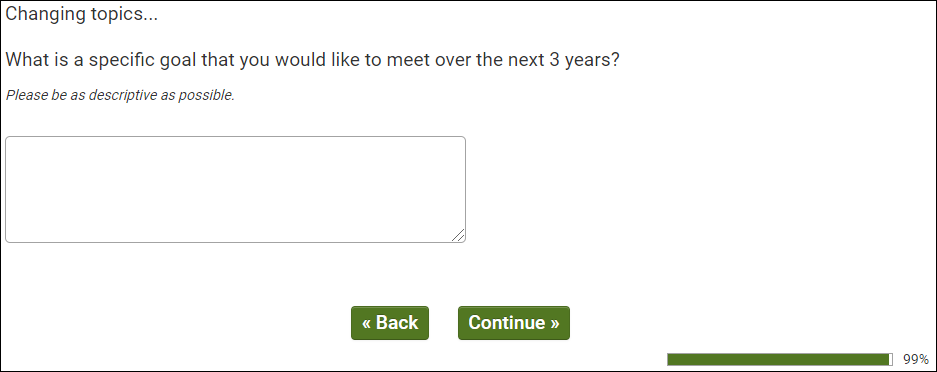 Changing topics...
What is a specific goal that you would like to meet over the next 3 years?
Please be as descriptive as possible.
« Back
Continue »
99%